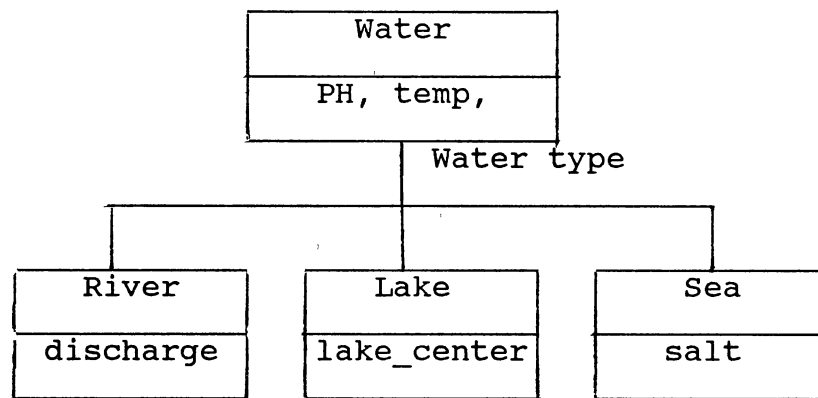 Water
PH, temp,
Water type
River Lake Sea
discharge lake_center salt